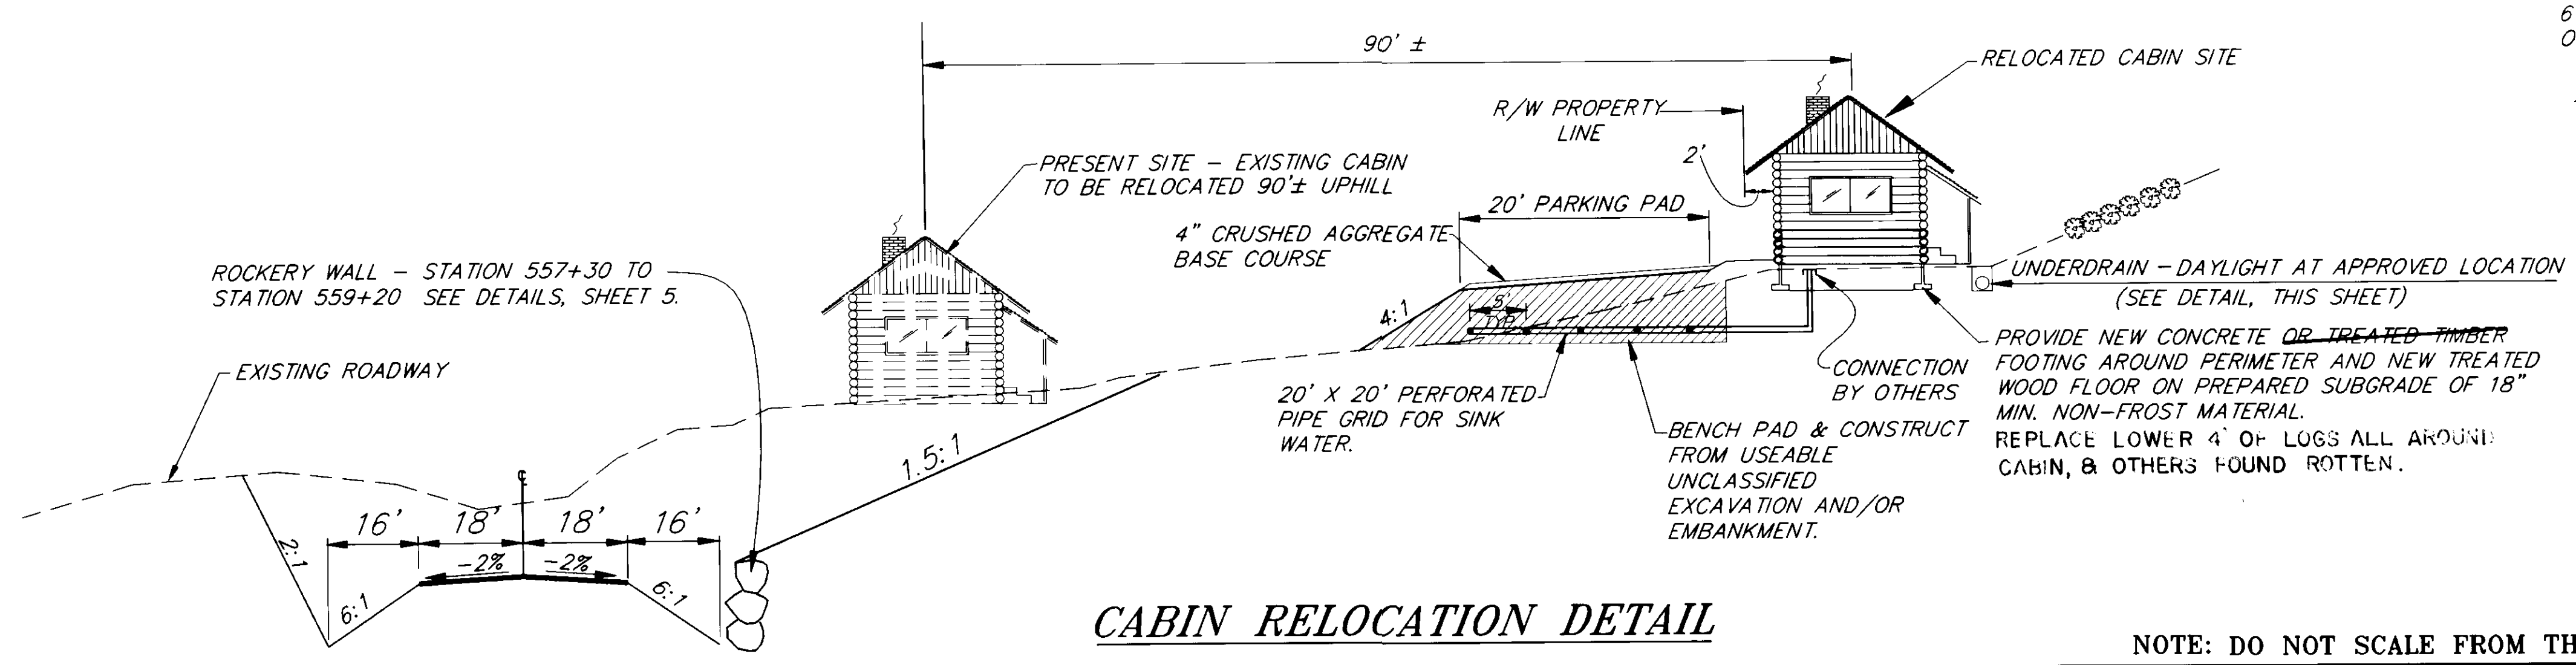 6
90' ±
RELOCATED CABIN SITE
R/W PROPERTY
LINE
2'
PRESENT SITE – EXISTING CABIN
TO BE RELOCATED 90'± UPHILL
20' PARKING PAD
4" CRUSHED AGGREGATE
BASE COURSE
ROCKERY WALL – STATION 557+30 TO
STATION 559+20 SEE DETAILS, SHEET 5.
UNDERDRAIN – DAYLIGHT AT APPROVED LOCATION
(SEE DETAIL, THIS SHEET)
5'
TYP.
4:1
EXISTING ROADWAY
PROVIDE NEW CONCRETE OR TREATED TIMBER
FOOTING AROUND PERIMETER AND NEW TREATED
WOOD FLOOR ON PREPARED SUBGRADE OF 18"
MIN. NON-FROST MATERIAL.
REPLACE LOWER 4' OF LOGS ALL AROUND
CABIN, & OTHERS FOUND ROTTEN.
CONNECTION
BY OTHERS
20' X 20' PERFORATED
PIPE GRID FOR SINK
WATER.
BENCH PAD & CONSTRUCT
FROM USEABLE
UNCLASSIFIED
EXCAVATION AND/OR
EMBANKMENT.
1.5:1
℄
16' 18' 18' 16'
2:1
-2% -2%
6:1 6:1
CABIN RELOCATION DETAIL
NOTE: DO NOT SCALE FROM TH